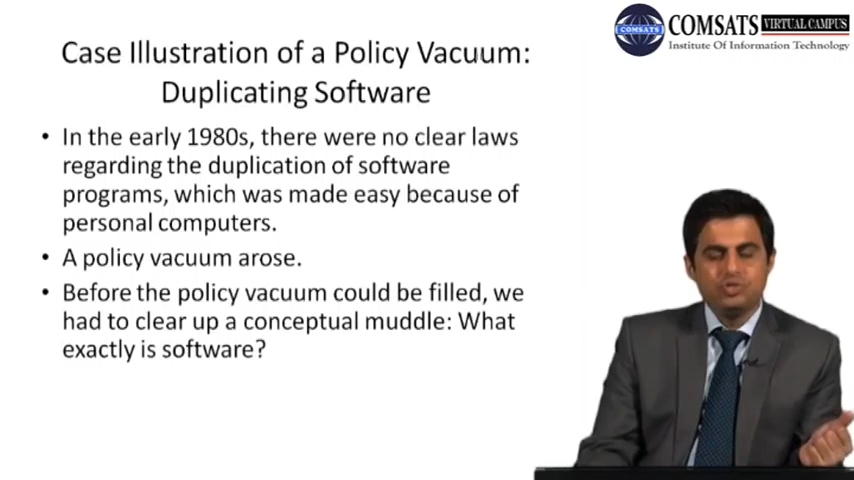 COMSATS VIRTUAL CAMPUS
COMSATS
Institute Of Information Technology
Case Illustration of a Policy Vacuum:
Duplicating Software
• In the early 1980s, there were no clear laws
regarding the duplication of software
programs, which was made easy because of
personal computers.
• A policy vacuum arose.
• Before the policy vacuum could be filled, we
had to clear up a conceptual muddle: What
exactly is software?